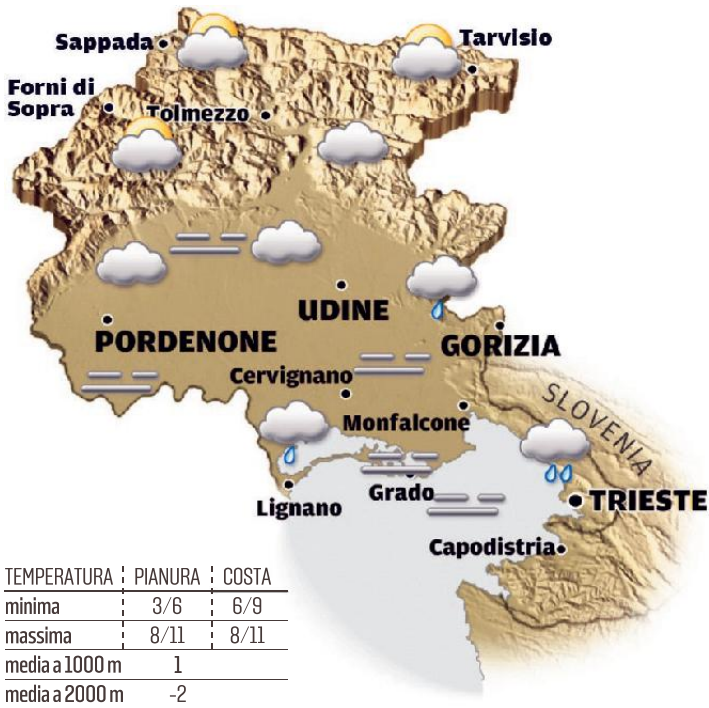 Sappada
Tarvisio
Forni di
Sopra
Tolmezzo
UDINE
PORDENONE
GORIZIA
Cervignano
SLOVENIA
Monfalcone
Grado
Lignano
TRIESTE
Capodistria
TEMPERATURA PIANURA COSTA
minima 3/6 6/9
massima 8/11 8/11
media a 1000 m 1
media a 2000 m -2